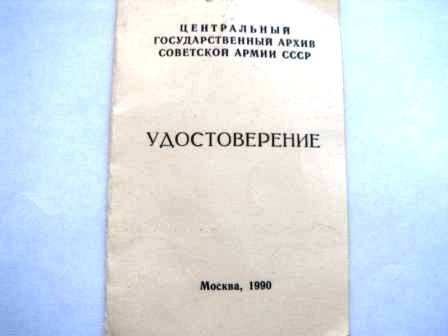 ЦЕНТРАЛЬНЫЙ
ГОСУДАРСТВЕННЫЙ АРХИВ
СОВЕТСКОЙ АРМИИ СССР
УДОСТОВЕРЕНИЕ
Москва, 1990